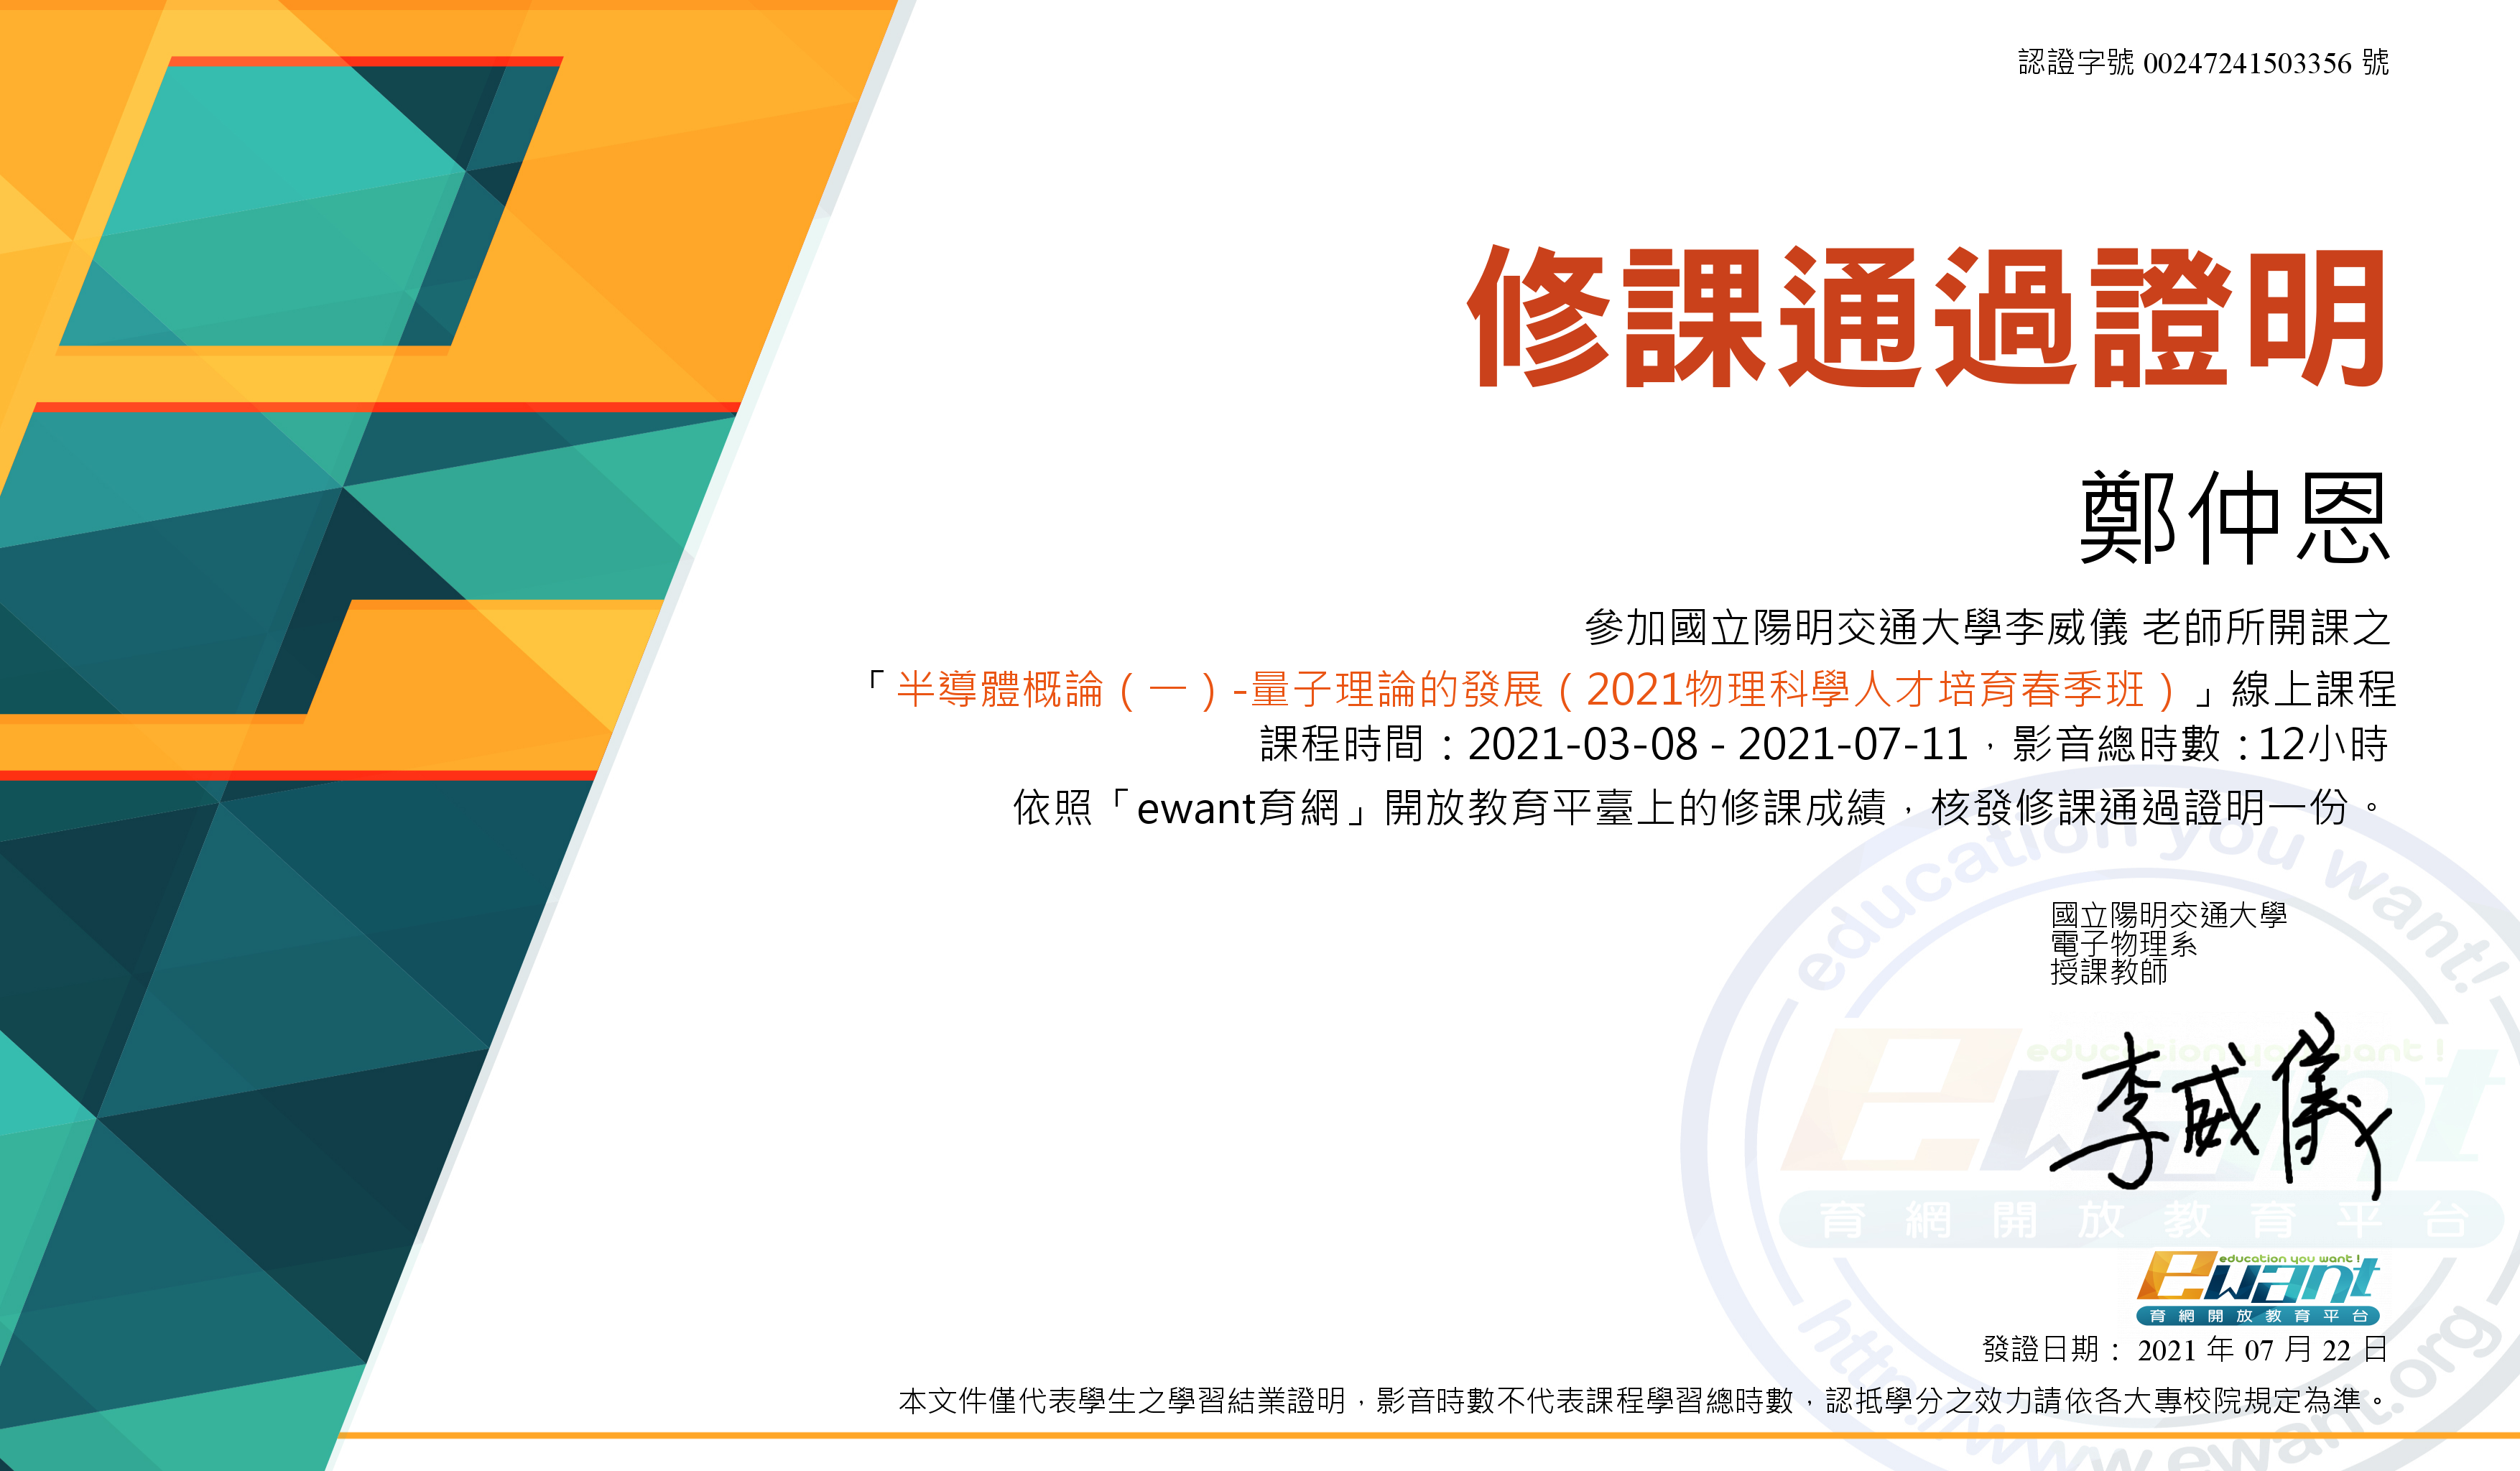 認證字號 00247241503356 號
修課通過證明
鄭仲恩
參加國立陽明交通大學李威儀 老師所開課之
「半導體概論（一）-量子理論的發展（2021物理科學人才培育春季班）」線上課程
課程時間：2021-03-08 - 2021-07-11，影音總時數：12小時
依照「ewant育網」開放教育平臺上的修課成績，核發修課通過證明一份。
education you want!
國立陽明交通大學
電子物理系
授課教師
education you want !
ewant
李威儀
育網開放教育平台
education you want !
ewant
育網開放教育平台
發證日期： 2021 年 07 月 22 日
本文件僅代表學生之學習結業證明，影音時數不代表課程學習總時數，認抵學分之效力請依各大專校院規定為準。
http://www.ewant.org